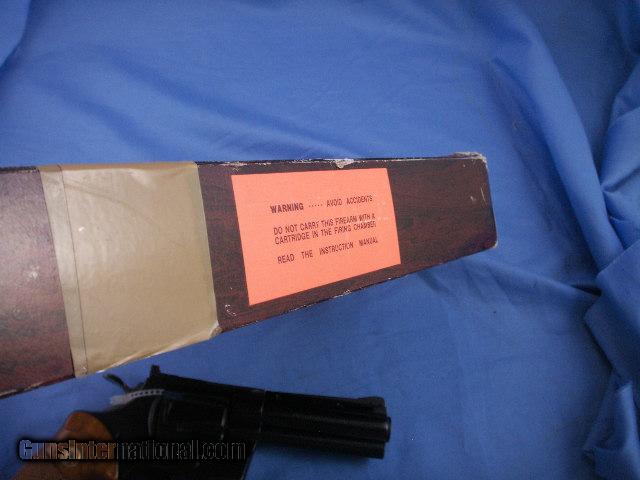 WARNING ..... AVOID ACCIDENTS
DO NOT CARRY THIS FIREARM WITH A
CARTRIDGE IN THE FIRING CHAMBER
READ THE INSTRUCTION MANUAL
GunsInternational.com